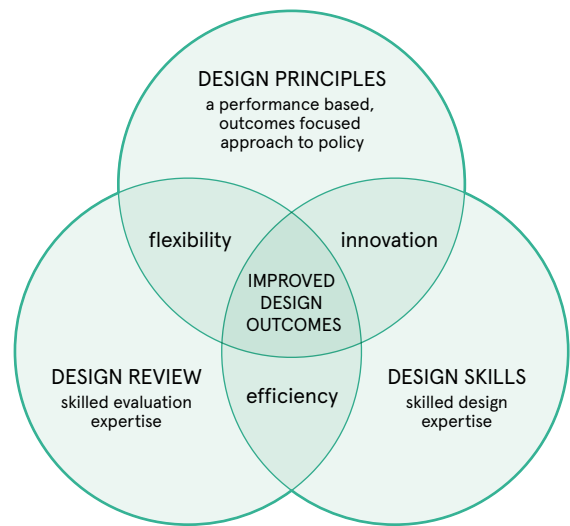 DESIGN PRINCIPLES
a performance based,
outcomes focused
approach to policy
flexibility
innovation
IMPROVED
DESIGN
OUTCOMES
DESIGN REVIEW
skilled evaluation
expertise
efficiency
DESIGN SKILLS
skilled design
expertise